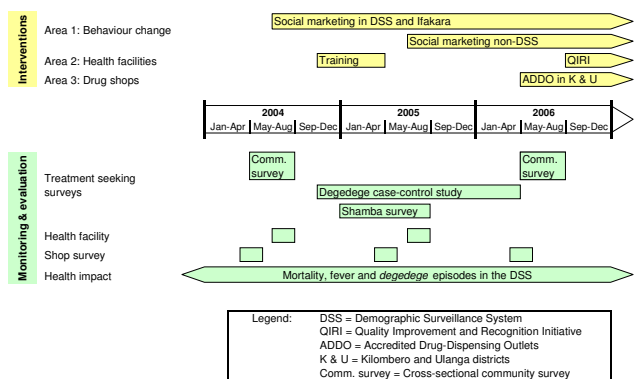 Interventions
Social marketing in DSS and Ifakara
Area 1: Behaviour change
Social marketing non-DSS
Area 2: Health facilities
Training
QIRI
Area 3: Drug shops
ADDO in K & U
2004 2005 2006
Jan-Apr May-Aug Sep-Dec Jan-Apr May-Aug Sep-Dec Jan-Apr May-Aug Sep-Dec
Monitoring & evaluation
Treatment seeking
surveys
Comm.
survey
Comm.
survey
Degedege case-control study
Shamba survey
Health facility
Shop survey
Health impact
Mortality, fever and degedege episodes in the DSS
Legend: DSS = Demographic Surveillance System
QIRI = Quality Improvement and Recognition Initiative
ADDO = Accredited Drug-Dispensing Outlets
K & U = Kilombero and Ulanga districts
Comm. survey = Cross-sectional community survey